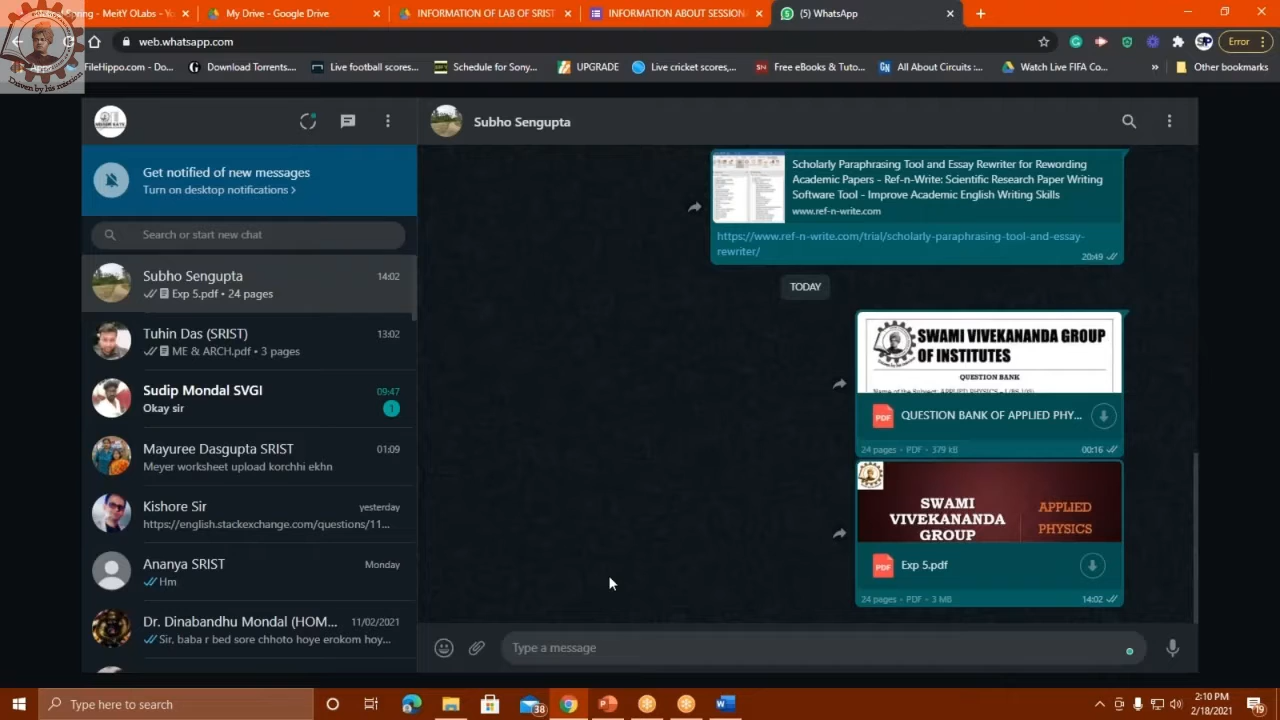 My Drive - Google Drive
INFORMATION OF LAB OF SRIST
INFORMATION ABOUT SESSION
(5) WhatsApp
web.whatsapp.com
Error
FileHippo.com - Do...
Download Torrents....
Live football scores...
Schedule for Sony...
UPGRADE
Live cricket scores,...
Free eBooks & Tuto...
All About Circuits :...
Watch Live FIFA Co...
Other bookmarks
Driven by his mission
Subho Sengupta
Get notified of new messages
Turn on desktop notifications >
Search or start new chat
Subho Sengupta 14:02
Exp 5.pdf • 24 pages
Tuhin Das (SRIST) 13:02
ME & ARCH.pdf • 3 pages
Sudip Mondal SVGI 09:47
Okay sir 1
Mayuree Dasgupta SRIST 01:09
Meyer worksheet upload korchhi ekhn
Kishore Sir yesterday
https://english.stackexchange.com/questions/11...
Ananya SRIST Monday
Hm
Dr. Dinabandhu Mondal (HOM... 11/02/2021
Sir, baba r bed sore chhoto hoye erokom hoy...
Scholarly Paraphrasing Tool and Essay Rewriter for Rewording
Academic Papers - Ref-n-Write: Scientific Research Paper Writing
Software Tool - Improve Academic English Writing Skills
www.ref-n-write.com
https://www.ref-n-write.com/trial/scholarly-paraphrasing-tool-and-essay-
rewriter/
20:49
TODAY
SWAMI VIVEKANANDA GROUP
OF INSTITUTES
QUESTION BANK
PDF QUESTION BANK OF APPLIED PHY...
24 pages • PDF • 379 kB 00:16
SWAMI
VIVEKANANDA
GROUP
APPLIED
PHYSICS
PDF Exp 5.pdf
24 pages • PDF • 3 MB 14:02
Type a message
Type here to search
38
2:10 PM
2/18/2021
19